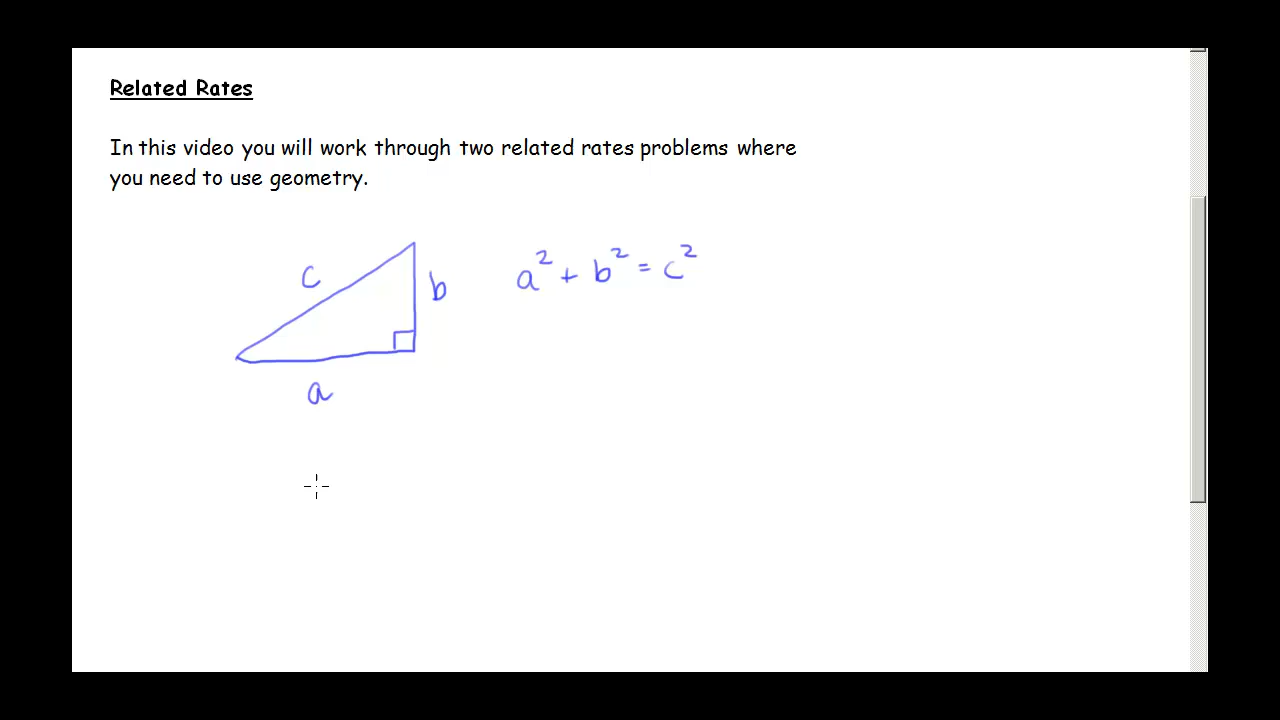 Related Rates
In this video you will work through two related rates problems where
you need to use geometry.
c
b
a² + b² = c²
a